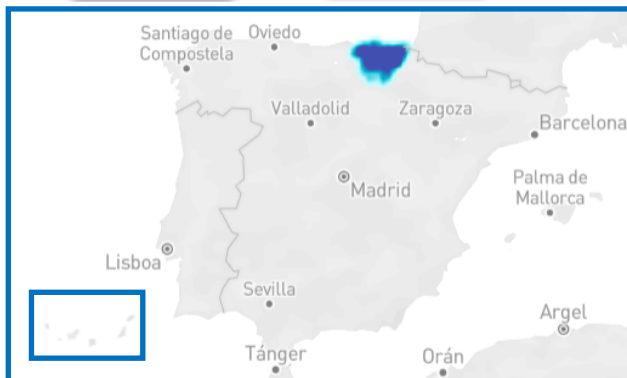 Santiago de
Compostela
Oviedo
Valladolid
Zaragoza
Barcelona
Madrid
Palma de
Mallorca
Lisboa
Sevilla
Argel
Tánger
Orán